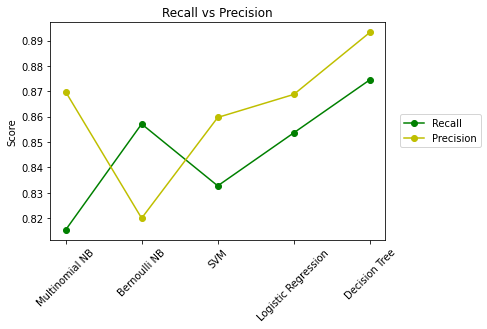 Recall vs Precision
0.89
0.88
0.87
0.86
0.85
0.84
0.83
0.82
Score
Multinomial NB
Bernoulli NB
SVM
Logistic Regression
Decision Tree
Recall
Precision